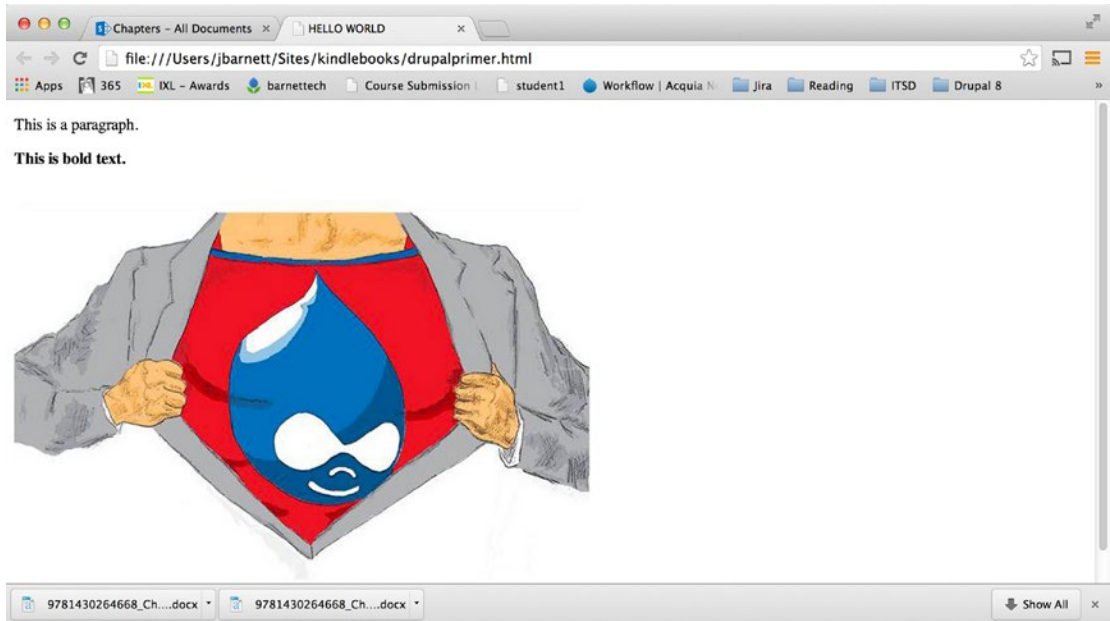 Chapters – All Documents × HELLO WORLD ×
file:///Users/jbarnett/Sites/kindlebooks/drupalprimer.html
Apps 365 IXL – Awards barnettech Course Submission student1 Workflow | Acquia Jira Reading ITSD Drupal 8 »
This is a paragraph.
This is bold text.
9781430264668_Ch....docx 9781430264668_Ch....docx Show All ×